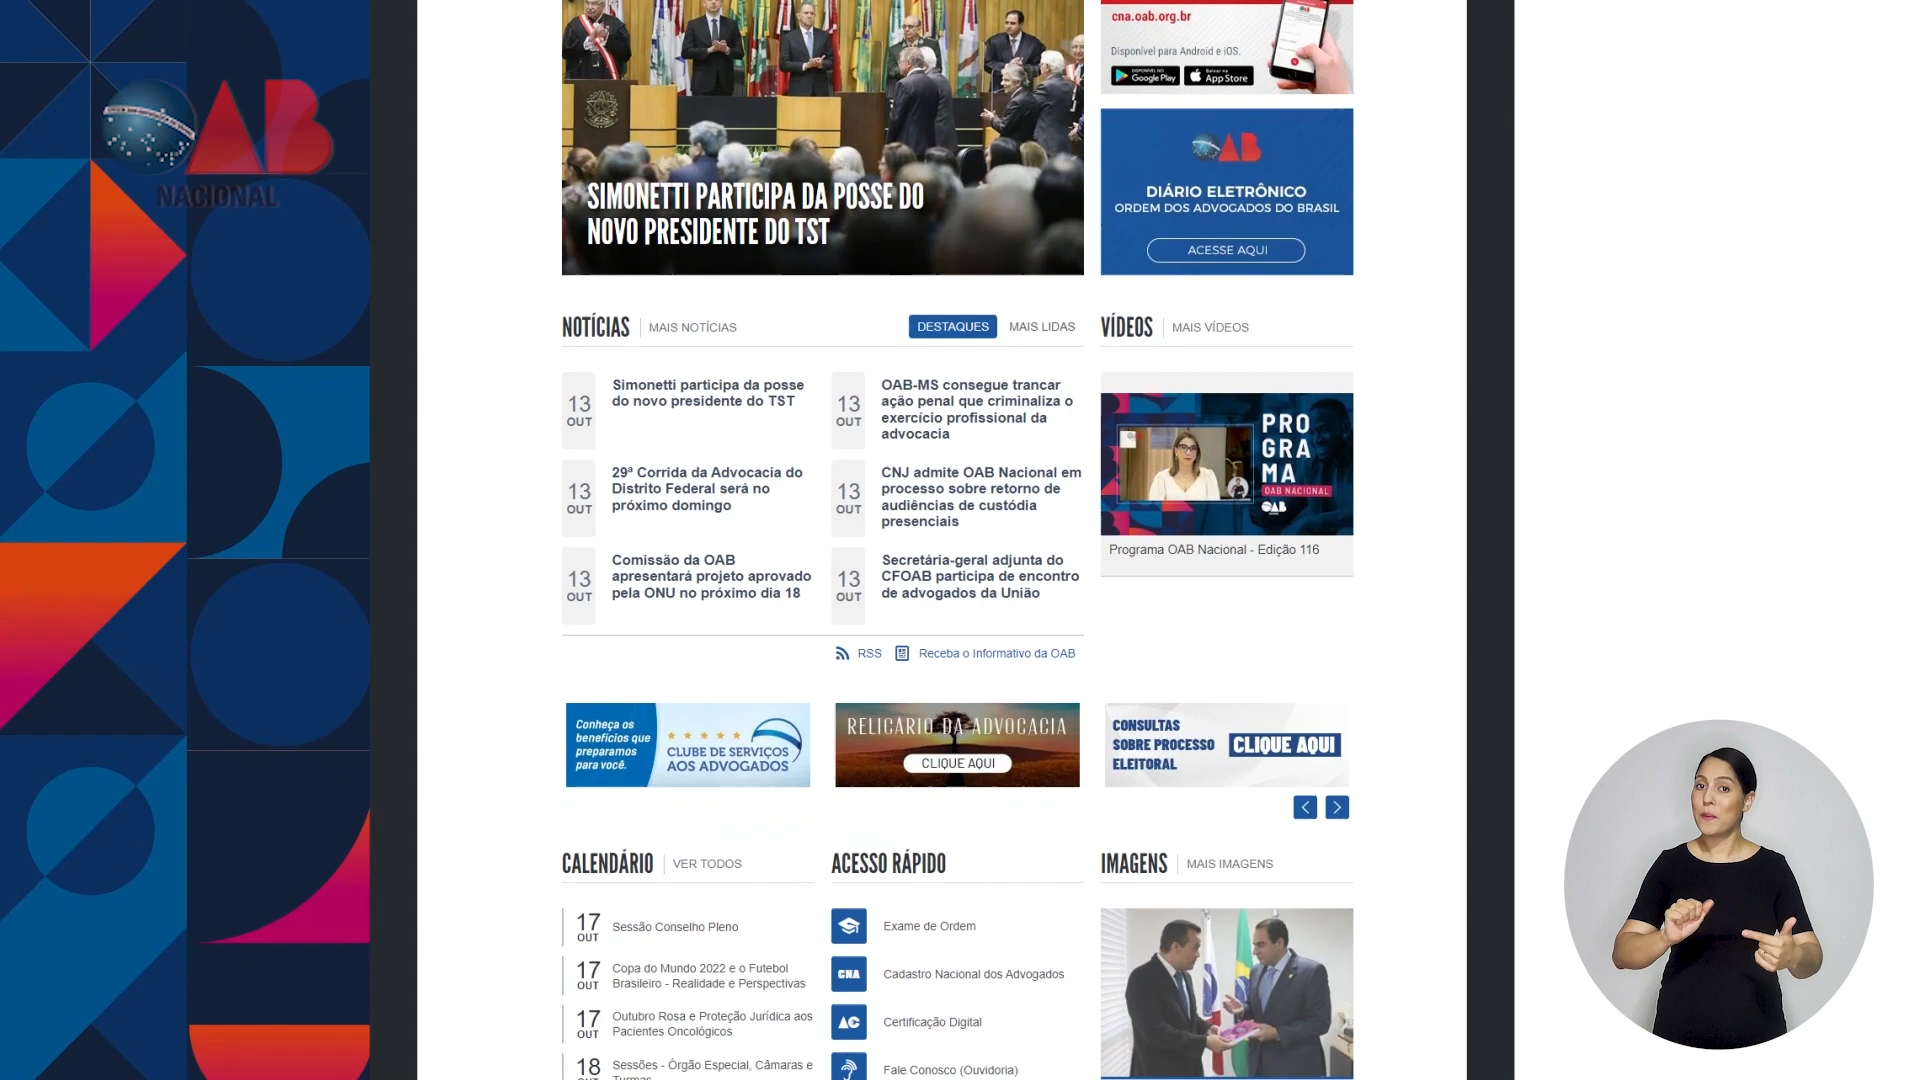 OAB
NACIONAL
SIMONETTI PARTICIPA DA POSSE DO
NOVO PRESIDENTE DO TST
cna.oab.org.br
Disponível para Android e iOS.
Google Play
App Store
OAB
DIÁRIO ELETRÔNICO
ORDEM DOS ADVOGADOS DO BRASIL
ACESSE AQUI
NOTÍCIAS
MAIS NOTÍCIAS
DESTAQUES
MAIS LIDAS
13
OUT
Simonetti participa da posse
do novo presidente do TST
13
OUT
OAB-MS consegue trancar
ação penal que criminaliza o
exercício profissional da
advocacia
13
OUT
29ª Corrida da Advocacia do
Distrito Federal será no
próximo domingo
13
OUT
CNJ admite OAB Nacional em
processo sobre retorno de
audiências de custódia
presenciais
13
OUT
Comissão da OAB
apresentará projeto aprovado
pela ONU no próximo dia 18
13
OUT
Secretária-geral adjunta do
CFOAB participa de encontro
de advogados da União
RSS
Receba o Informativo da OAB
VÍDEOS
MAIS VÍDEOS
PRO
GRA
MA
OAB NACIONAL
OAB
Programa OAB Nacional - Edição 116
Conheça os
benefícios que
preparamos
para você.
CLUBE DE SERVIÇOS
AOS ADVOGADOS
RELICÁRIO DA ADVOCACIA
CLIQUE AQUI
CONSULTAS
SOBRE PROCESSO
ELEITORAL
CLIQUE AQUI
CALENDÁRIO
VER TODOS
17
OUT
Sessão Conselho Pleno
17
OUT
Copa do Mundo 2022 e o Futebol
Brasileiro - Realidade e Perspectivas
17
OUT
Outubro Rosa e Proteção Jurídica aos
Pacientes Oncológicos
18
OUT
Sessões - Órgão Especial, Câmaras e
Turmas
ACESSO RÁPIDO
Exame de Ordem
CNA
Cadastro Nacional dos Advogados
AC
Certificação Digital
Fale Conosco (Ouvidoria)
IMAGENS
MAIS IMAGENS